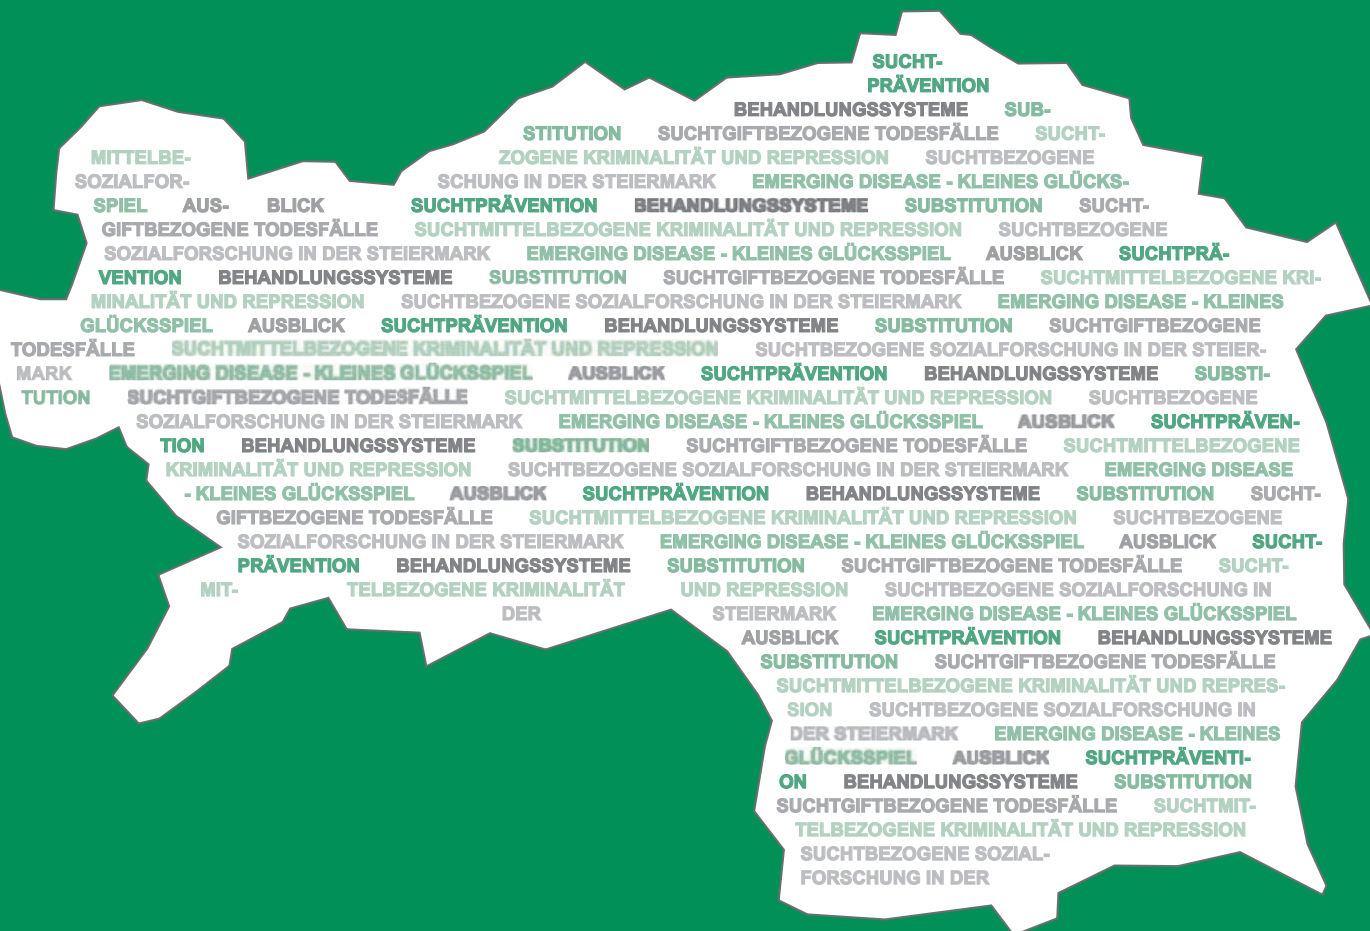 SUCHT-
PRÄVENTION
BEHANDLUNGSSYSTEME SUB-
STITUTION SUCHTGIFTBEZOGENE TODESFÄLLE SUCHT-
MITTELBE- ZOGENE KRIMINALITÄT UND REPRESSION SUCHTBEZOGENE
SOZIALFOR- SCHUNG IN DER STEIERMARK EMERGING DISEASE - KLEINES GLÜCKS-
SPIEL AUS- BLICK SUCHTPRÄVENTION BEHANDLUNGSSYSTEME SUBSTITUTION SUCHT-
GIFTBEZOGENE TODESFÄLLE SUCHTMITTELBEZOGENE KRIMINALITÄT UND REPRESSION SUCHTBEZOGENE
SOZIALFORSCHUNG IN DER STEIERMARK EMERGING DISEASE - KLEINES GLÜCKSSPIEL AUSBLICK SUCHTPRÄ-
VENTION BEHANDLUNGSSYSTEME SUBSTITUTION SUCHTGIFTBEZOGENE TODESFÄLLE SUCHTMITTELBEZOGENE KRI-
MINALITÄT UND REPRESSION SUCHTBEZOGENE SOZIALFORSCHUNG IN DER STEIERMARK EMERGING DISEASE - KLEINES
GLÜCKSSPIEL AUSBLICK SUCHTPRÄVENTION BEHANDLUNGSSYSTEME SUBSTITUTION SUCHTGIFTBEZOGENE
TODESFÄLLE SUCHTMITTELBEZOGENE KRIMINALITÄT UND REPRESSION SUCHTBEZOGENE SOZIALFORSCHUNG IN DER STEIER-
MARK EMERGING DISEASE - KLEINES GLÜCKSSPIEL AUSBLICK SUCHTPRÄVENTION BEHANDLUNGSSYSTEME SUBSTI-
TUTION SUCHTGIFTBEZOGENE TODESFÄLLE SUCHTMITTELBEZOGENE KRIMINALITÄT UND REPRESSION SUCHTBEZOGENE
SOZIALFORSCHUNG IN DER STEIERMARK EMERGING DISEASE - KLEINES GLÜCKSSPIEL AUSBLICK SUCHTPRÄVEN-
TION BEHANDLUNGSSYSTEME SUBSTITUTION SUCHTGIFTBEZOGENE TODESFÄLLE SUCHTMITTELBEZOGENE
KRIMINALITÄT UND REPRESSION SUCHTBEZOGENE SOZIALFORSCHUNG IN DER STEIERMARK EMERGING DISEASE
- KLEINES GLÜCKSSPIEL AUSBLICK SUCHTPRÄVENTION BEHANDLUNGSSYSTEME SUBSTITUTION SUCHT-
GIFTBEZOGENE TODESFÄLLE SUCHTMITTELBEZOGENE KRIMINALITÄT UND REPRESSION SUCHTBEZOGENE
SOZIALFORSCHUNG IN DER STEIERMARK EMERGING DISEASE - KLEINES GLÜCKSSPIEL AUSBLICK SUCHT-
PRÄVENTION BEHANDLUNGSSYSTEME SUBSTITUTION SUCHTGIFTBEZOGENE TODESFÄLLE SUCHT-
MIT- TELBEZOGENE KRIMINALITÄT UND REPRESSION SUCHTBEZOGENE SOZIALFORSCHUNG IN
DER STEIERMARK EMERGING DISEASE - KLEINES GLÜCKSSPIEL
AUSBLICK SUCHTPRÄVENTION BEHANDLUNGSSYSTEME
SUBSTITUTION SUCHTGIFTBEZOGENE TODESFÄLLE
SUCHTMITTELBEZOGENE KRIMINALITÄT UND REPRES-
SION SUCHTBEZOGENE SOZIALFORSCHUNG IN
DER STEIERMARK EMERGING DISEASE - KLEINES
GLÜCKSSPIEL AUSBLICK SUCHTPRÄVENTI-
ON BEHANDLUNGSSYSTEME SUBSTITUTION
SUCHTGIFTBEZOGENE TODESFÄLLE SUCHTMIT-
TELBEZOGENE KRIMINALITÄT UND REPRESSION
SUCHTBEZOGENE SOZIAL-
FORSCHUNG IN DER